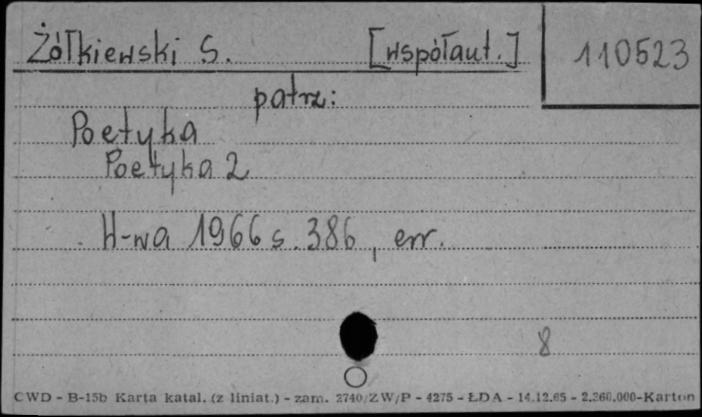 Żółkiewski S. [współaut.] 110523
patrz:
Poetyka
Poetyka 2
W-wa 1966 s. 386, err.
8
CWD - B-15b Karta katal. (z liniat.) - zam. 2740/ZW/P - 4275 - ŁDA - 14.12.65 - 2.260.000-Karton